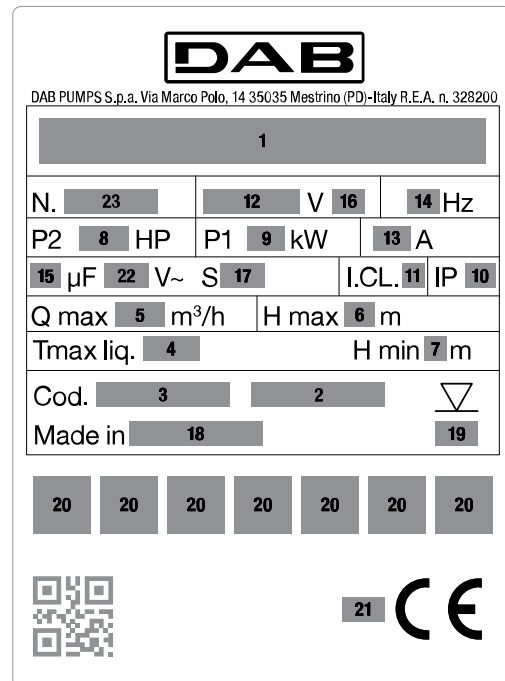 DAB
DAB PUMPS S.p.a. Via Marco Polo, 14 35035 Mestrino (PD)-Italy R.E.A. n. 328200
1
N. 23 12 V 16 14 Hz
P2 8 HP P1 9 kW 13 A
15 µF 22 V~ S 17 I.CL. 11 IP 10
Q max 5 m³/h H max 6 m
Tmax liq. 4 H min 7 m
Cod. 3 2
Made in 18 19
20 20 20 20 20 20 20
21 CE